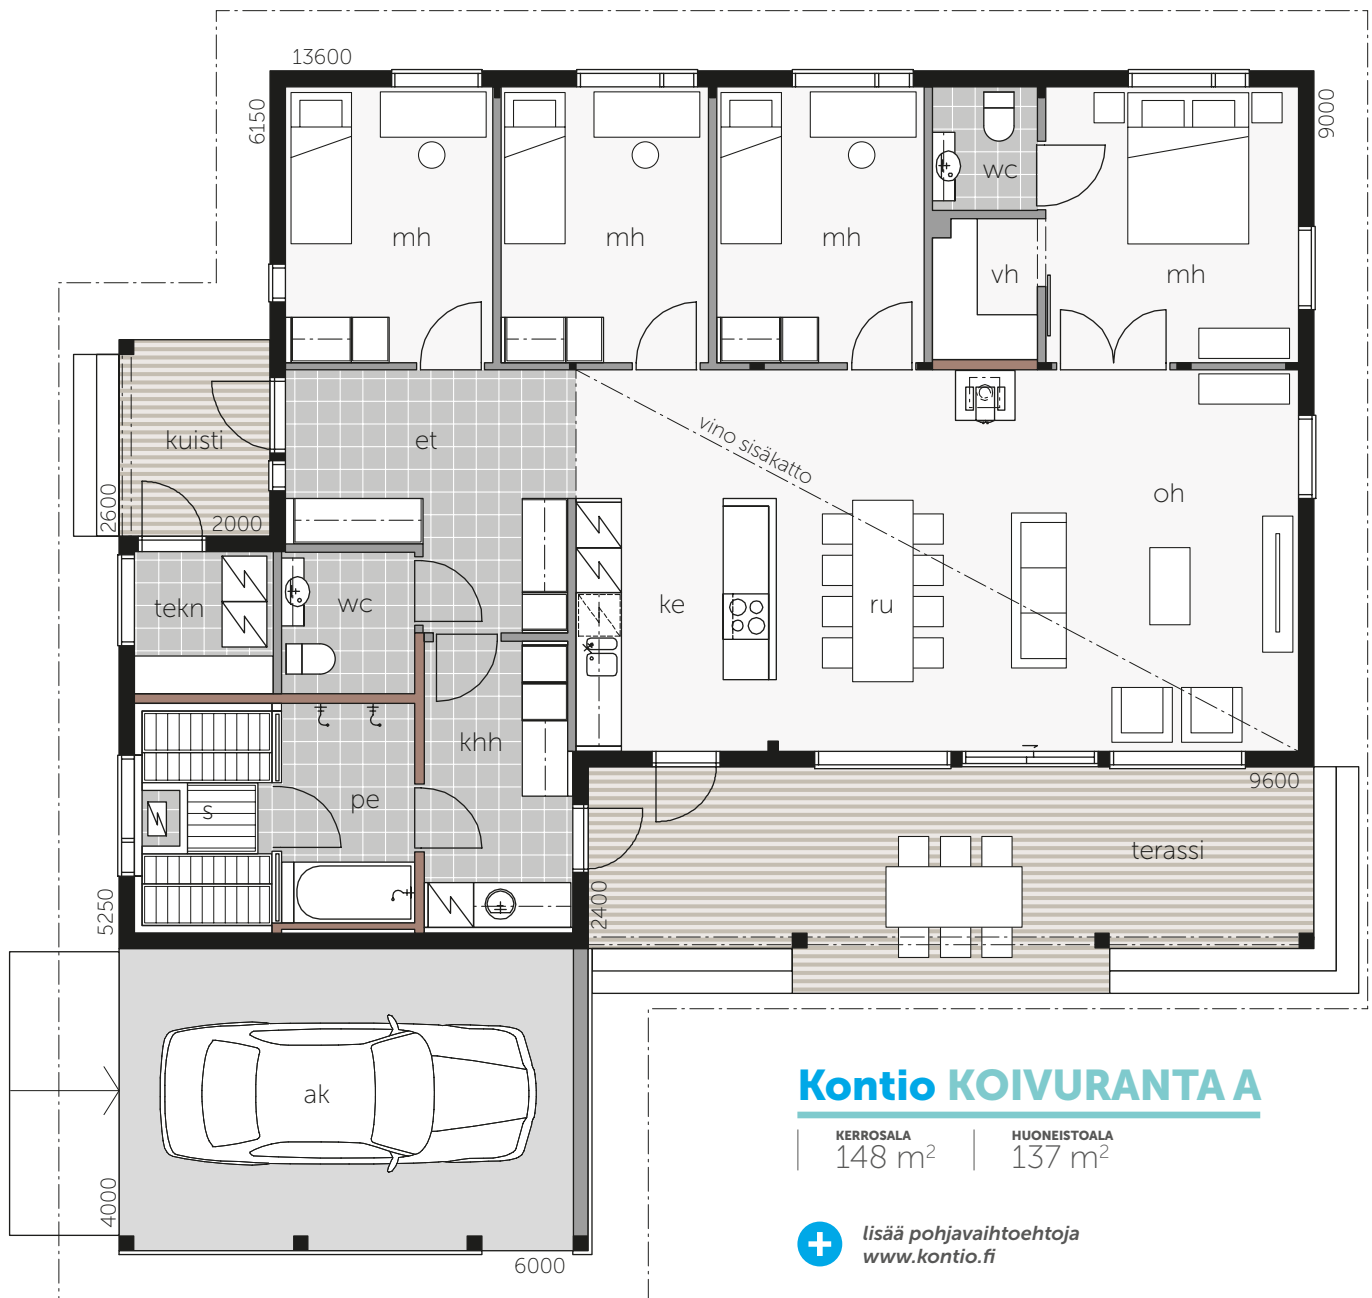 13600
6150
9000
mh
mh
mh
wc
vh
mh
kuisti
et
vino sisäkatto
oh
2600
2000
tekn
wc
ke
ru
khh
s
pe
9600
terassi
5250
2400
ak
4000
6000
Kontio KOIVURANTA A
KERROSALA HUONEISTOALA
148 m² 137 m²
lisää pohjavaihtoehtoja
www.kontio.fi